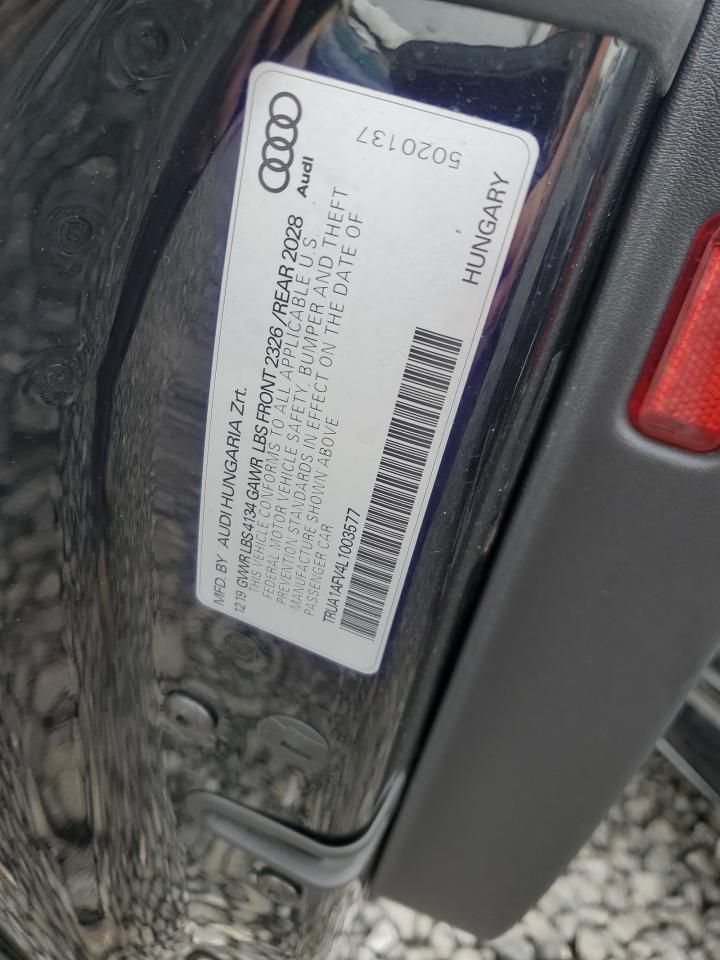 Audi
5020137
HUNGARY
MFD. BY AUDI HUNGARIA Zrt.
1219 GVWR LBS 4134 GAWR LBS FRONT 2326 /REAR 2028
THIS VEHICLE CONFORMS TO ALL APPLICABLE U.S.
FEDERAL MOTOR VEHICLE SAFETY, BUMPER AND THEFT
PREVENTION STANDARDS IN EFFECT ON THE DATE OF
MANUFACTURE SHOWN ABOVE
PASSENGER CAR
TRUA1AFV4L1003577